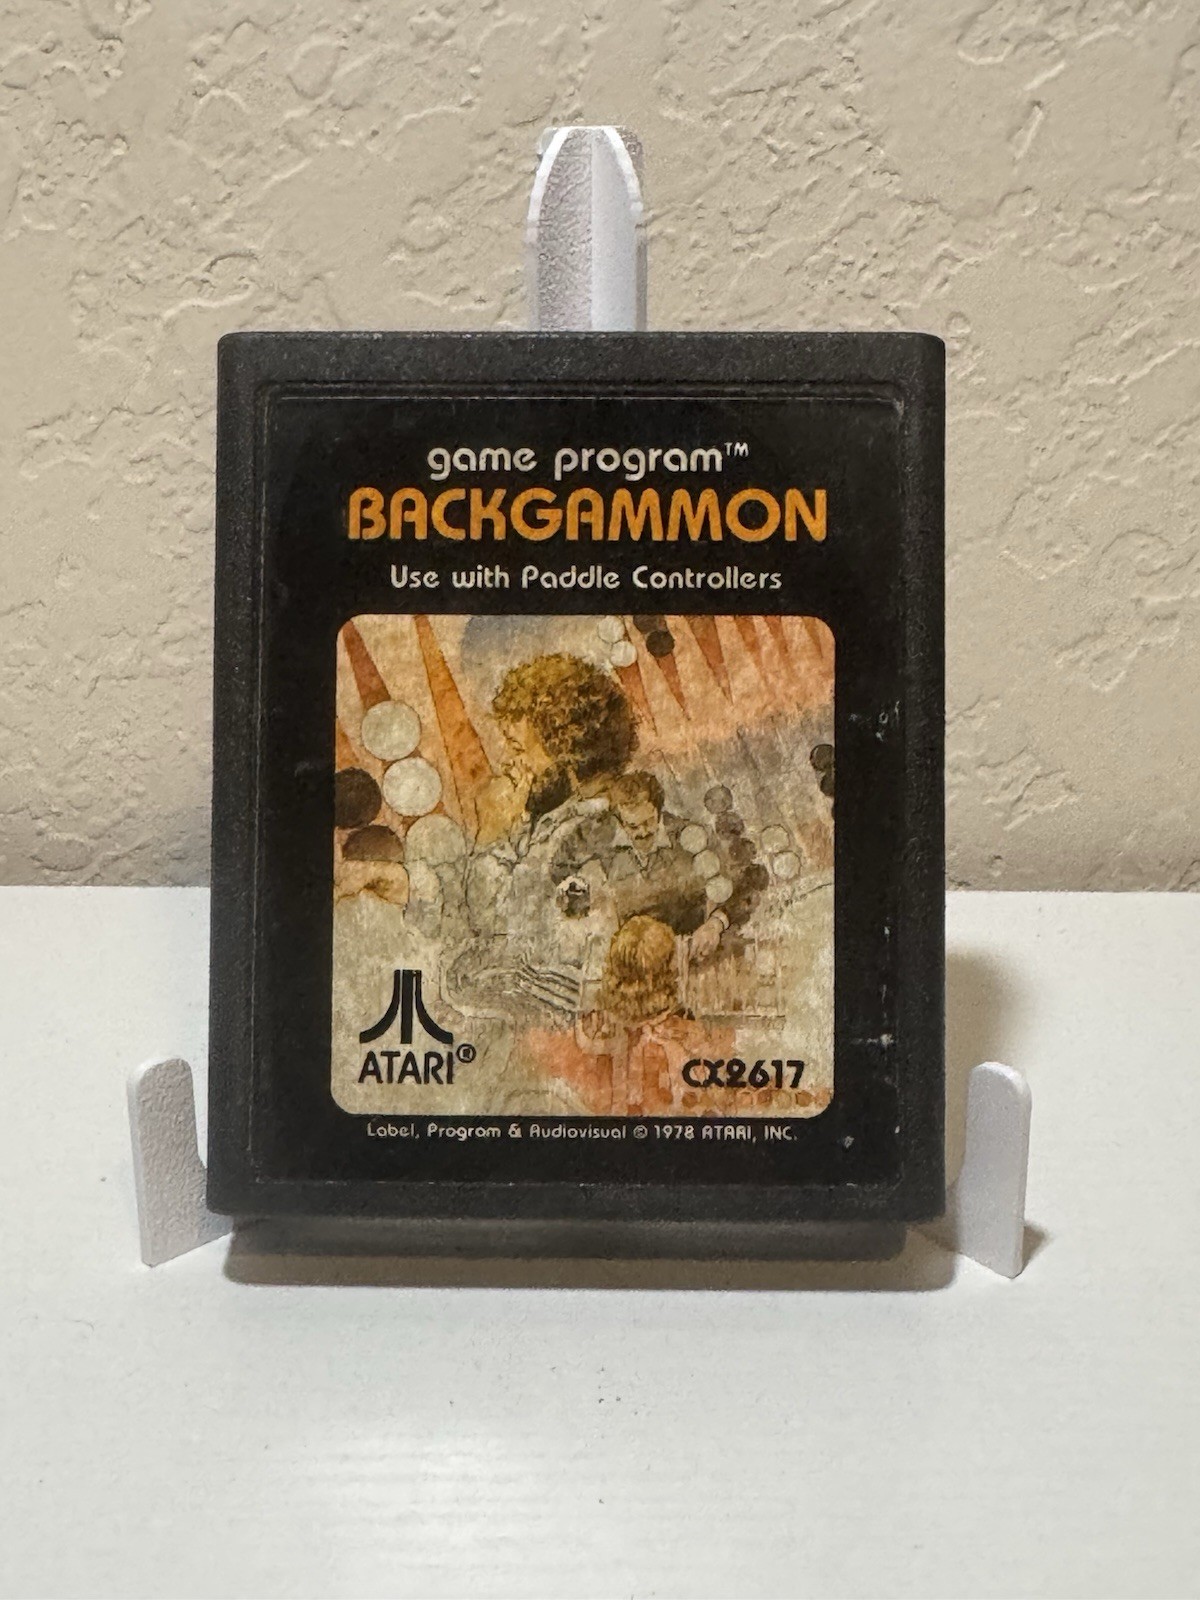 game program™
BACKGAMMON
Use with Paddle Controllers
ATARI®
CX2617
Label, Program & Audiovisual © 1978 ATARI, INC.